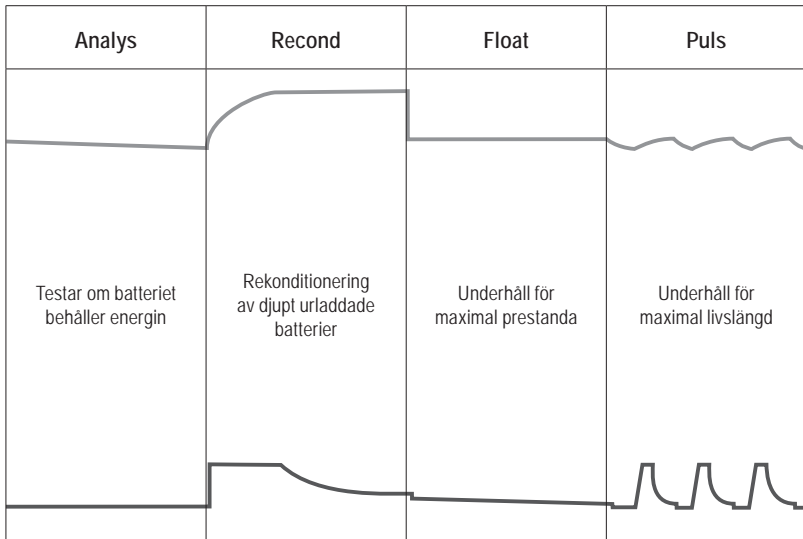 Analys
Recond
Float
Puls
Testar om batteriet
behåller energin
Rekonditionering
av djupt urladdade
batterier
Underhåll för
maximal prestanda
Underhåll för
maximal livslängd